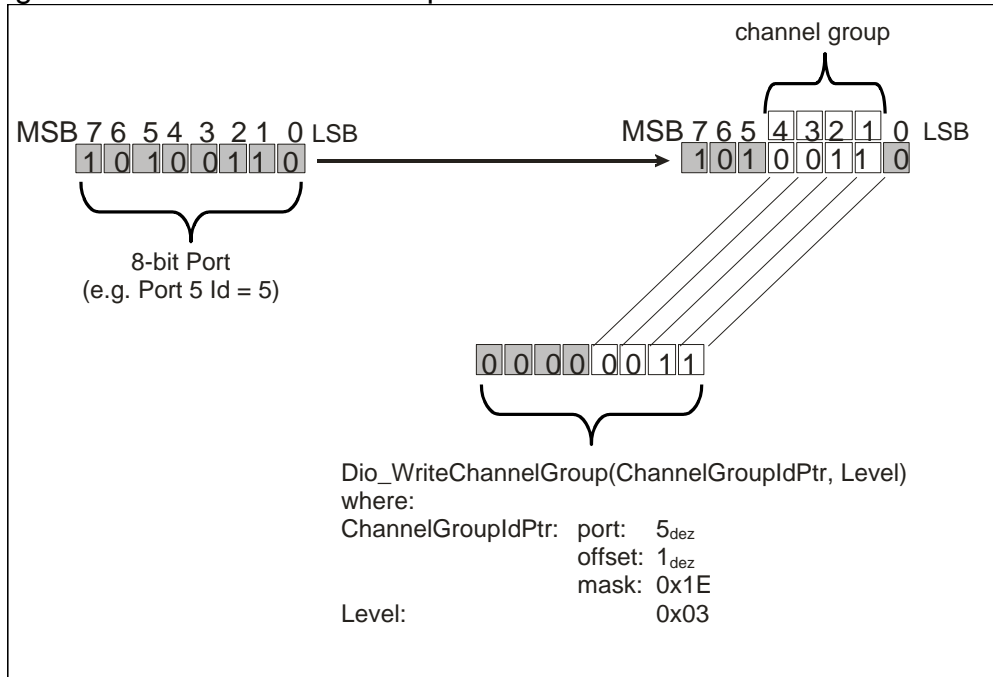 channel group
MSB 7 6 5 4 3 2 1 0 LSB
1 0 1 0 0 1 1 0
MSB 7 6 5 4 3 2 1 0 LSB
1 0 1 0 0 1 1 0
8-bit Port
(e.g. Port 5 Id = 5)
0 0 0 0 0 0 1 1
Dio_WriteChannelGroup(ChannelGroupIdPtr, Level)
where:
ChannelGroupIdPtr: port: 5dez
offset: 1dez
mask: 0x1E
Level: 0x03